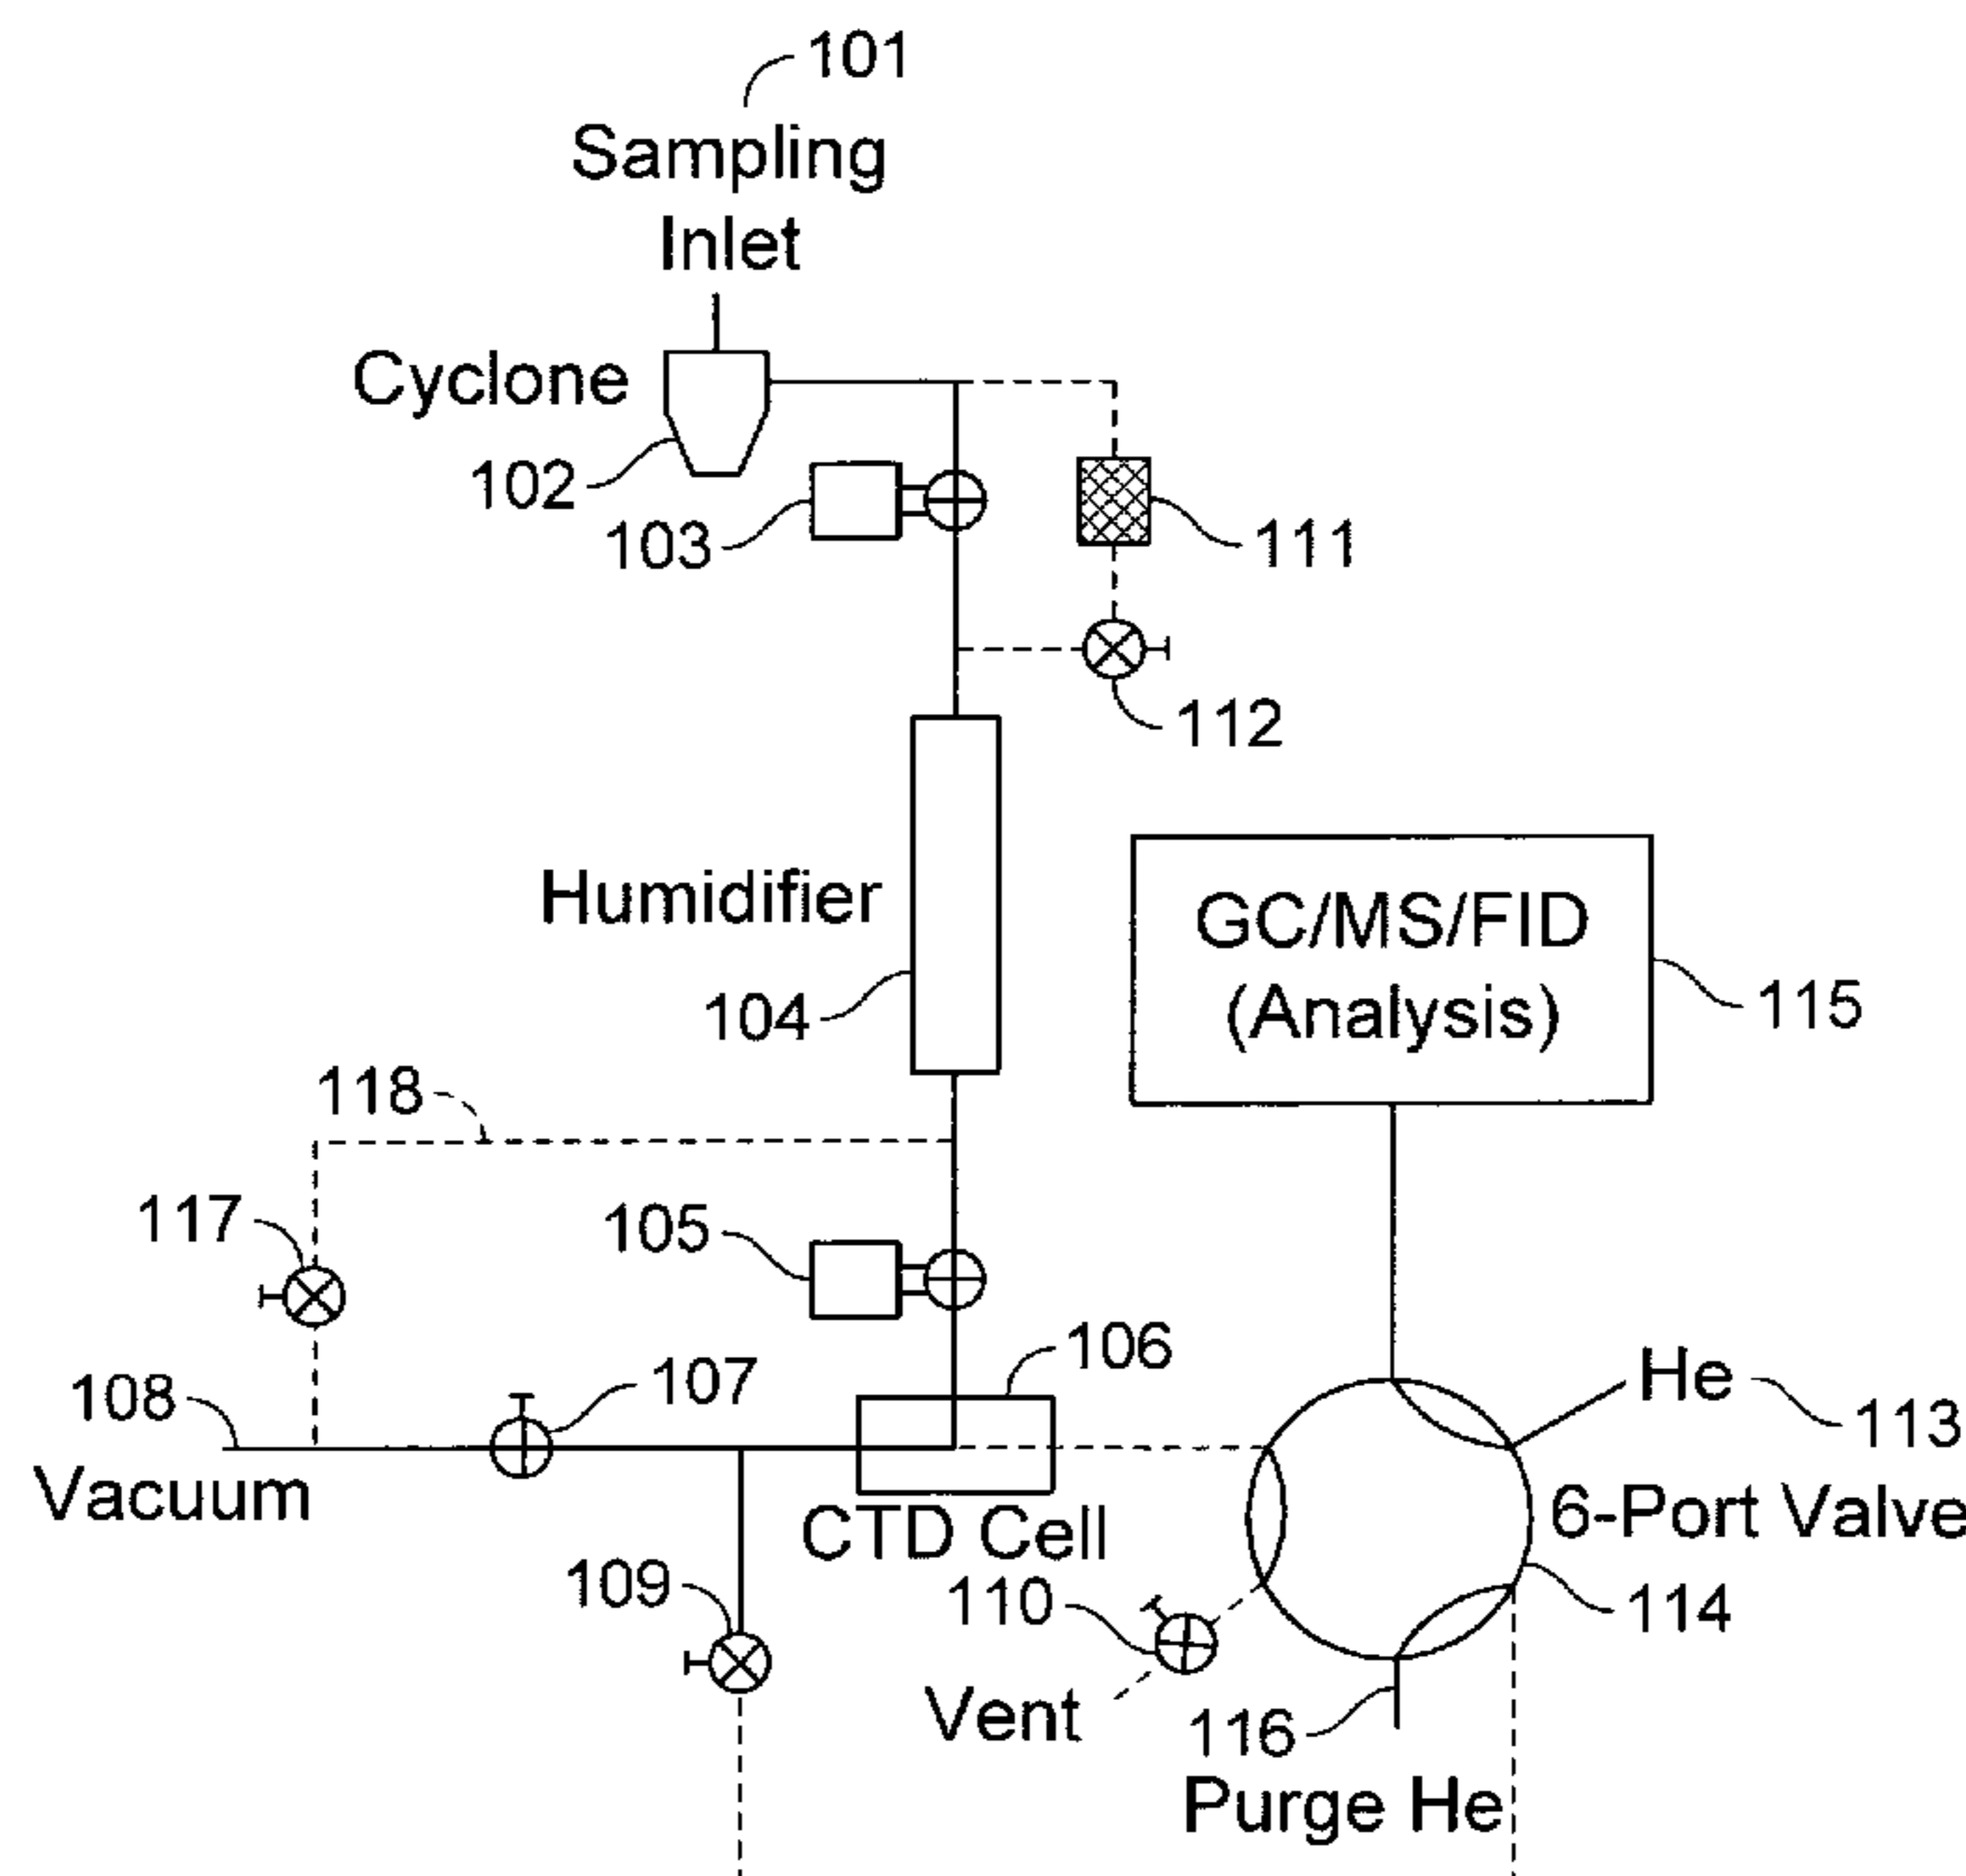 101
Sampling
Inlet
Cyclone
102
103
111
112
Humidifier
104
GC/MS/FID
(Analysis)
115
118
117
105
106
107
108
Vacuum
He
113
6-Port Valve
CTD Cell
109
110
114
Vent
116
Purge He